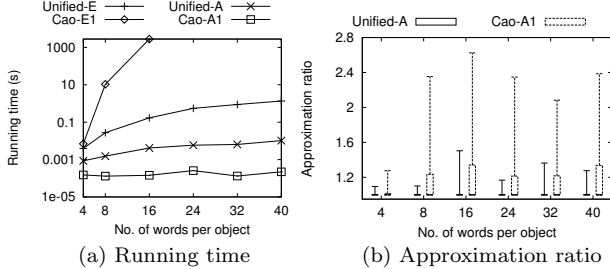 Unified-E Unified-A
Cao-E1 Cao-A1
Running time (s)
1000
10
0.1
0.001
1e-05
4 8 16 24 32 40
No. of words per object
(a) Running time
Unified-A Cao-A1
Approximation ratio
2.8
2.4
2
1.6
1.2
4 8 16 24 32 40
No. of words per object
(b) Approximation ratio